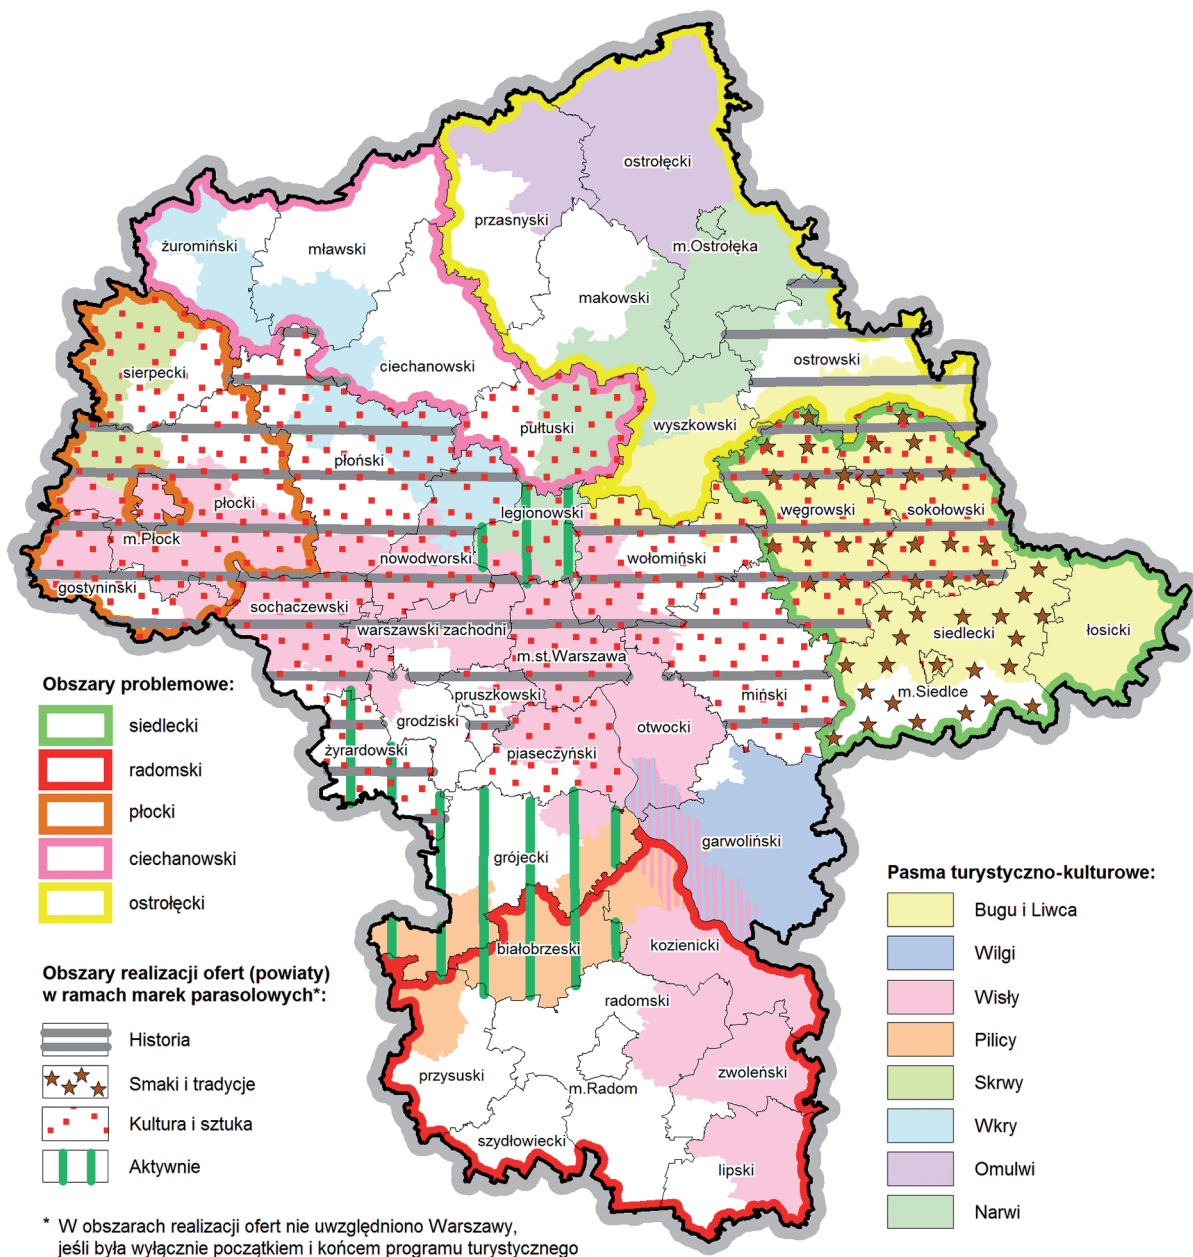 ostrołęcki
przasnyski
m.Ostrołęka
żuromiński
mławski
makowski
ciechanowski
ostrowski
sierpecki
wyszkowski
pułtuski
płoński
płocki
węgrowski
sokołowski
legionowski
m.Płock
nowodworski
wołomiński
gostyniński
sochaczewski
warszawski zachodni
siedlecki
łosicki
m.st.Warszawa
m.Siedlce
pruszkowski
miński
grodziski
otwocki
żyrardowski
piaseczyński
garwoliński
grójecki
białobrzeski
kozienicki
radomski
przysuski
m.Radom
zwoleński
szydłowiecki
lipski
Obszary problemowe:
siedlecki
radomski
płocki
ciechanowski
ostrołęcki
Obszary realizacji ofert (powiaty)
w ramach marek parasolowych*:
Historia
Smaki i tradycje
Kultura i sztuka
Aktywnie
* W obszarach realizacji ofert nie uwzględniono Warszawy,
jeśli była wyłącznie początkiem i końcem programu turystycznego
Pasma turystyczno-kulturowe:
Bugu i Liwca
Wilgi
Wisły
Pilicy
Skrwy
Wkry
Omulwi
Narwi